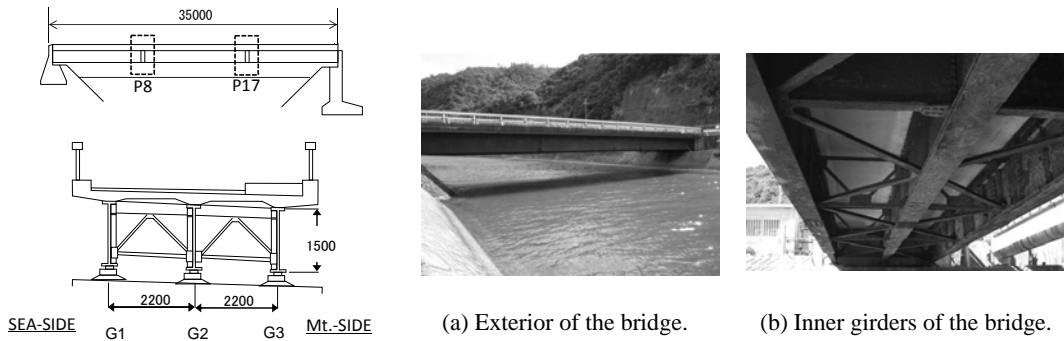 35000
P8
P17
1500
2200
2200
SEA-SIDE
G1
G2
G3
Mt.-SIDE
(a) Exterior of the bridge.
(b) Inner girders of the bridge.